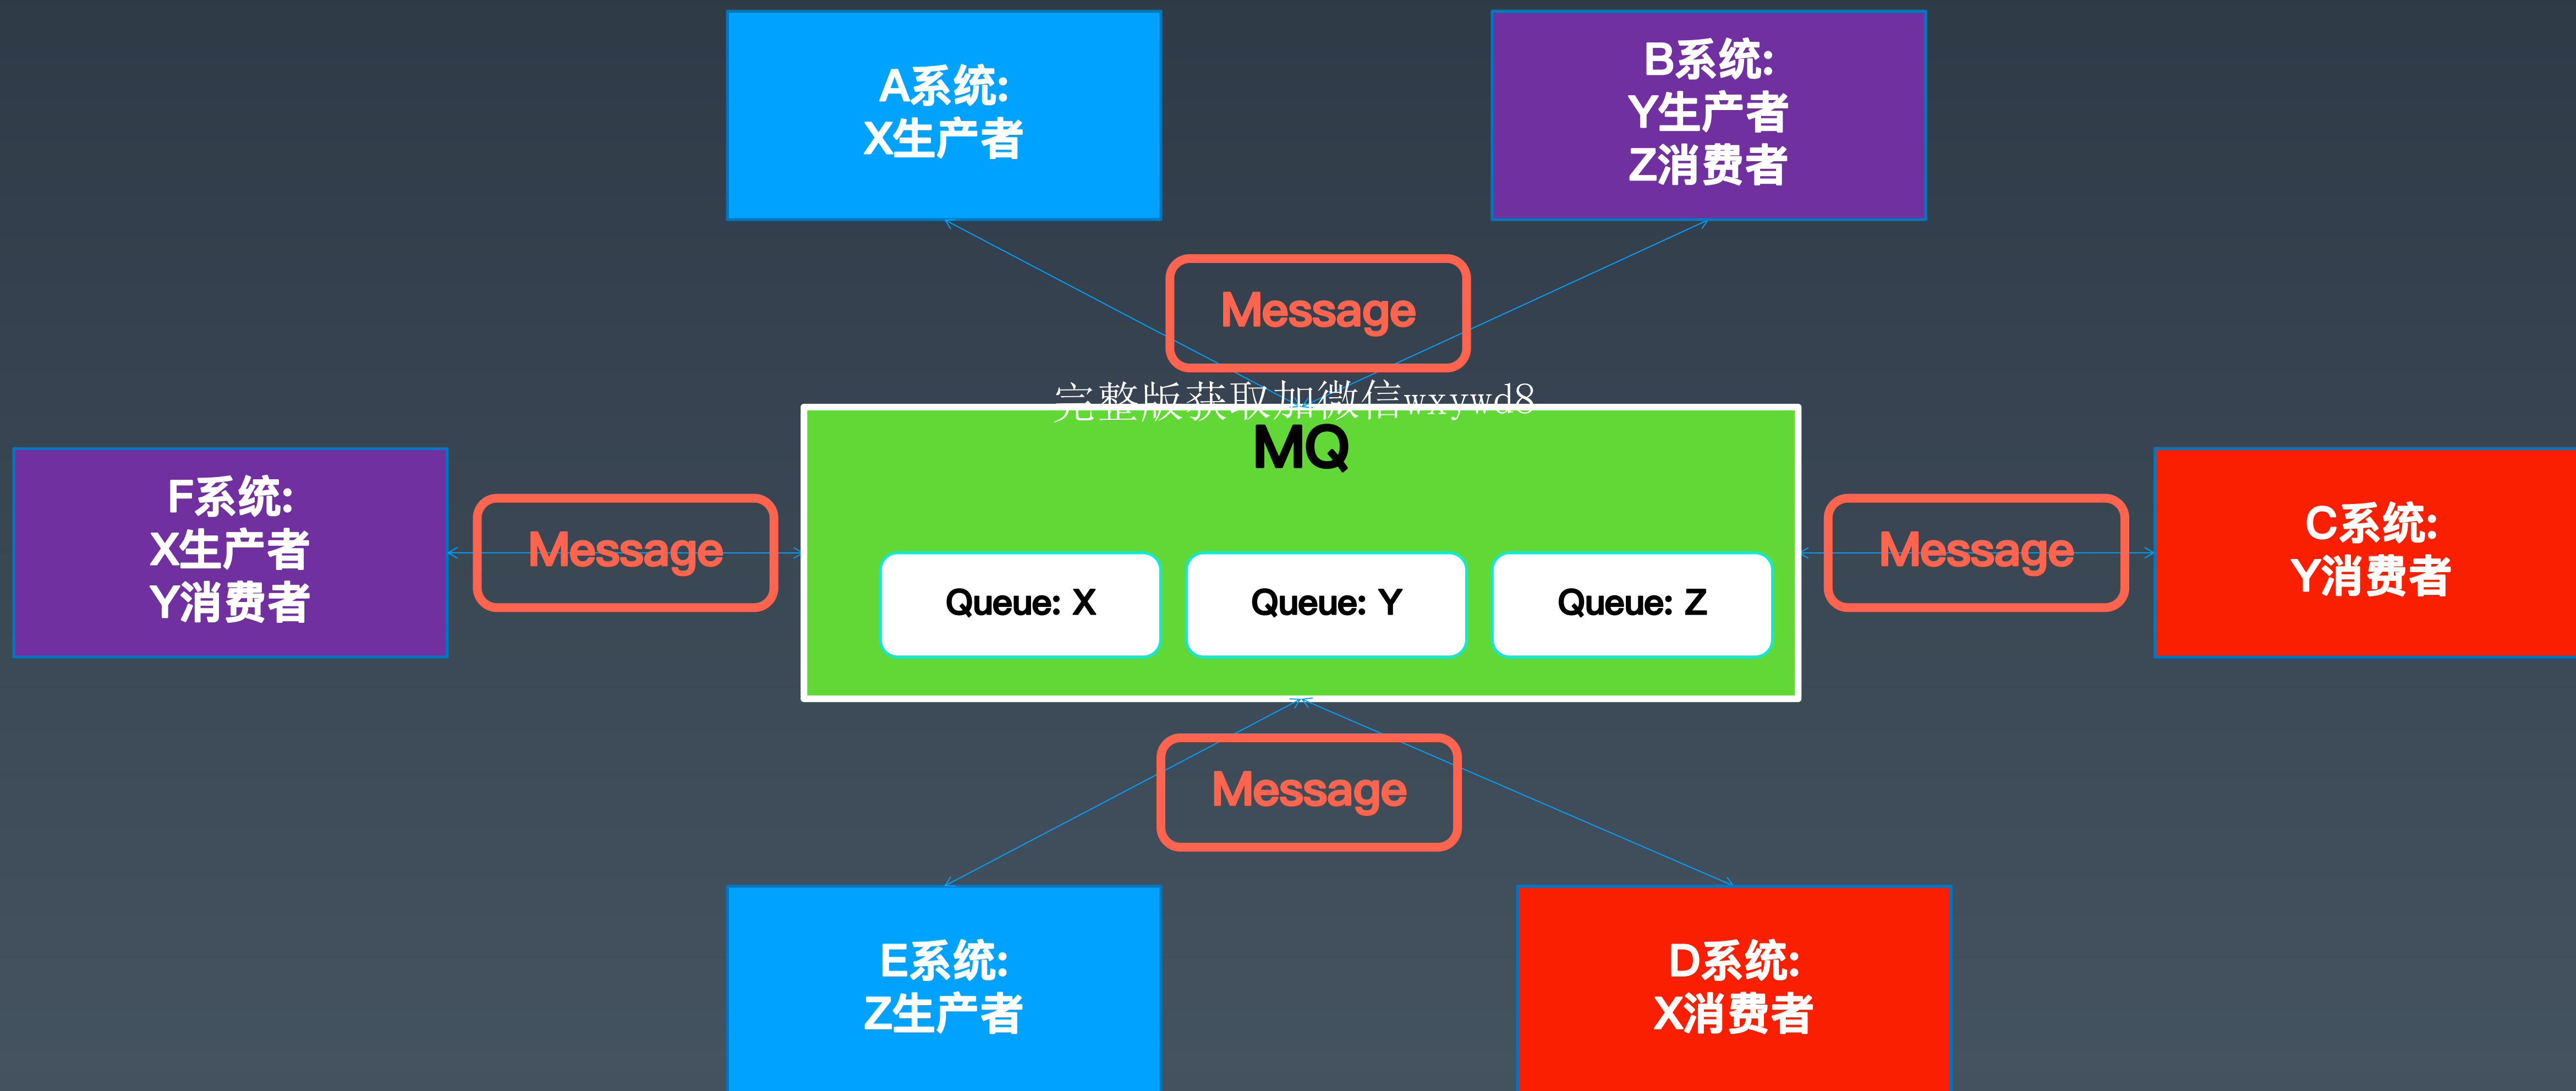 A系统:
X生产者
B系统:
Y生产者
Z消费者
Message
完整版获取加微信wxywd8
MQ
F系统:
X生产者
Y消费者
Message
Queue: X
Queue: Y
Queue: Z
Message
C系统:
Y消费者
Message
E系统:
Z生产者
D系统:
X消费者